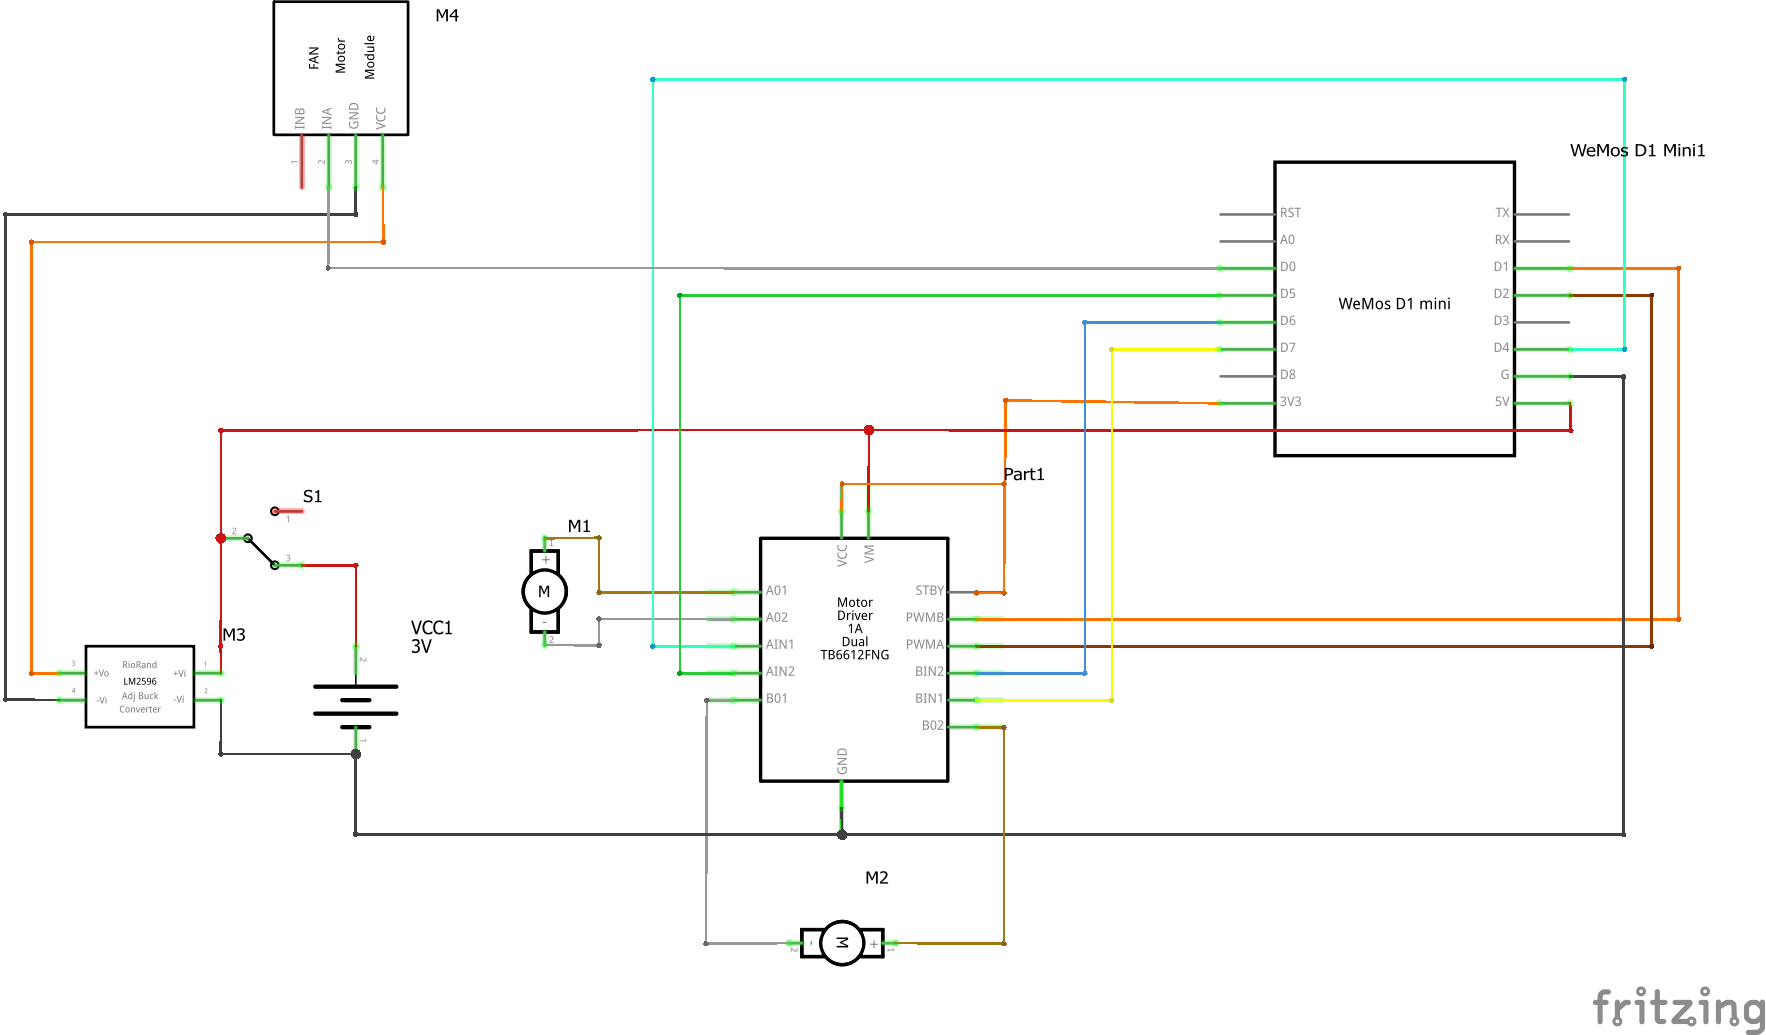 M4
FAN
Motor
Module
INB
INA
GND
VCC
1
2
3
4
WeMos D1 Mini1
RST
A0
D0
D5
D6
D7
D8
3V3
WeMos D1 mini
TX
RX
D1
D2
D3
D4
G
5V
S1
1
2
3
Part1
M1
1
+
M
-
2
VCC
VM
A01
A02
AIN1
AIN2
B01
Motor
Driver
1A
Dual
TB6612FNG
STBY
PWMB
PWMA
BIN2
BIN1
B02
GND
VCC1
3V
2
1
M3
RioRand
LM2596
Adj Buck
Converter
3
+Vo
4
-Vi
1
+Vi
2
-Vi
M2
2
-
M
+
1
fritzing